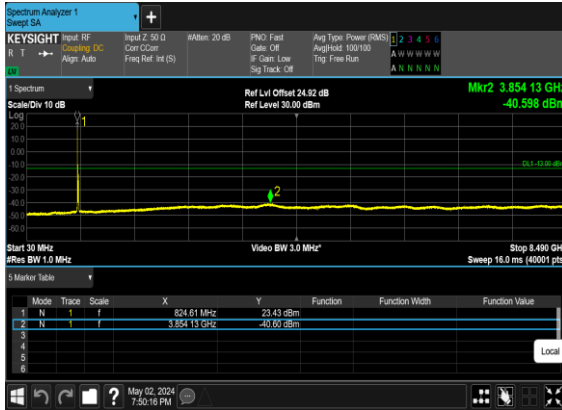 Spectrum Analyzer 1
Swept SA
+
KEYSIGHT Input: RF Input Z: 50 Ω #Atten: 20 dB PNO: Fast Avg Type: Power (RMS) 1 2 3 4 5 6
R T Coupling: DC Corr CCorr Gate: Off Avg|Hold: 100/100 A W W W W W
Align: Auto Freq Ref: Int (S) IF Gain: Low Trig: Free Run
Sig Track: Off A N N N N N
1 Spectrum Ref Lvl Offset 24.92 dB Mkr2 3.854 13 GHz
Scale/Div 10 dB Ref Level 30.00 dBm -40.598 dBm
Log
20.0
10.0
0.00
-10.0
-20.0
-30.0
-40.0
-50.0
-60.0
1
DL1 -13.00 dBm
2
Start 30 MHz Video BW 3.0 MHz* Stop 8.490 GHz
#Res BW 1.0 MHz Sweep 16.0 ms (40001 pts)
5 Marker Table
Mode Trace Scale X Y Function Function Width Function Value
1 N 1 f 824.61 MHz 23.43 dBm
2 N 1 f 3.854 13 GHz -40.60 dBm
3
4
5
6
Local
? May 02, 2024
7:50:16 PM